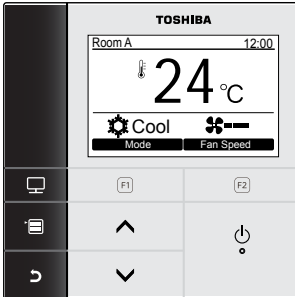 TOSHIBA
Room A 12:00
24 °C
Cool
Mode Fan Speed
F1 F2